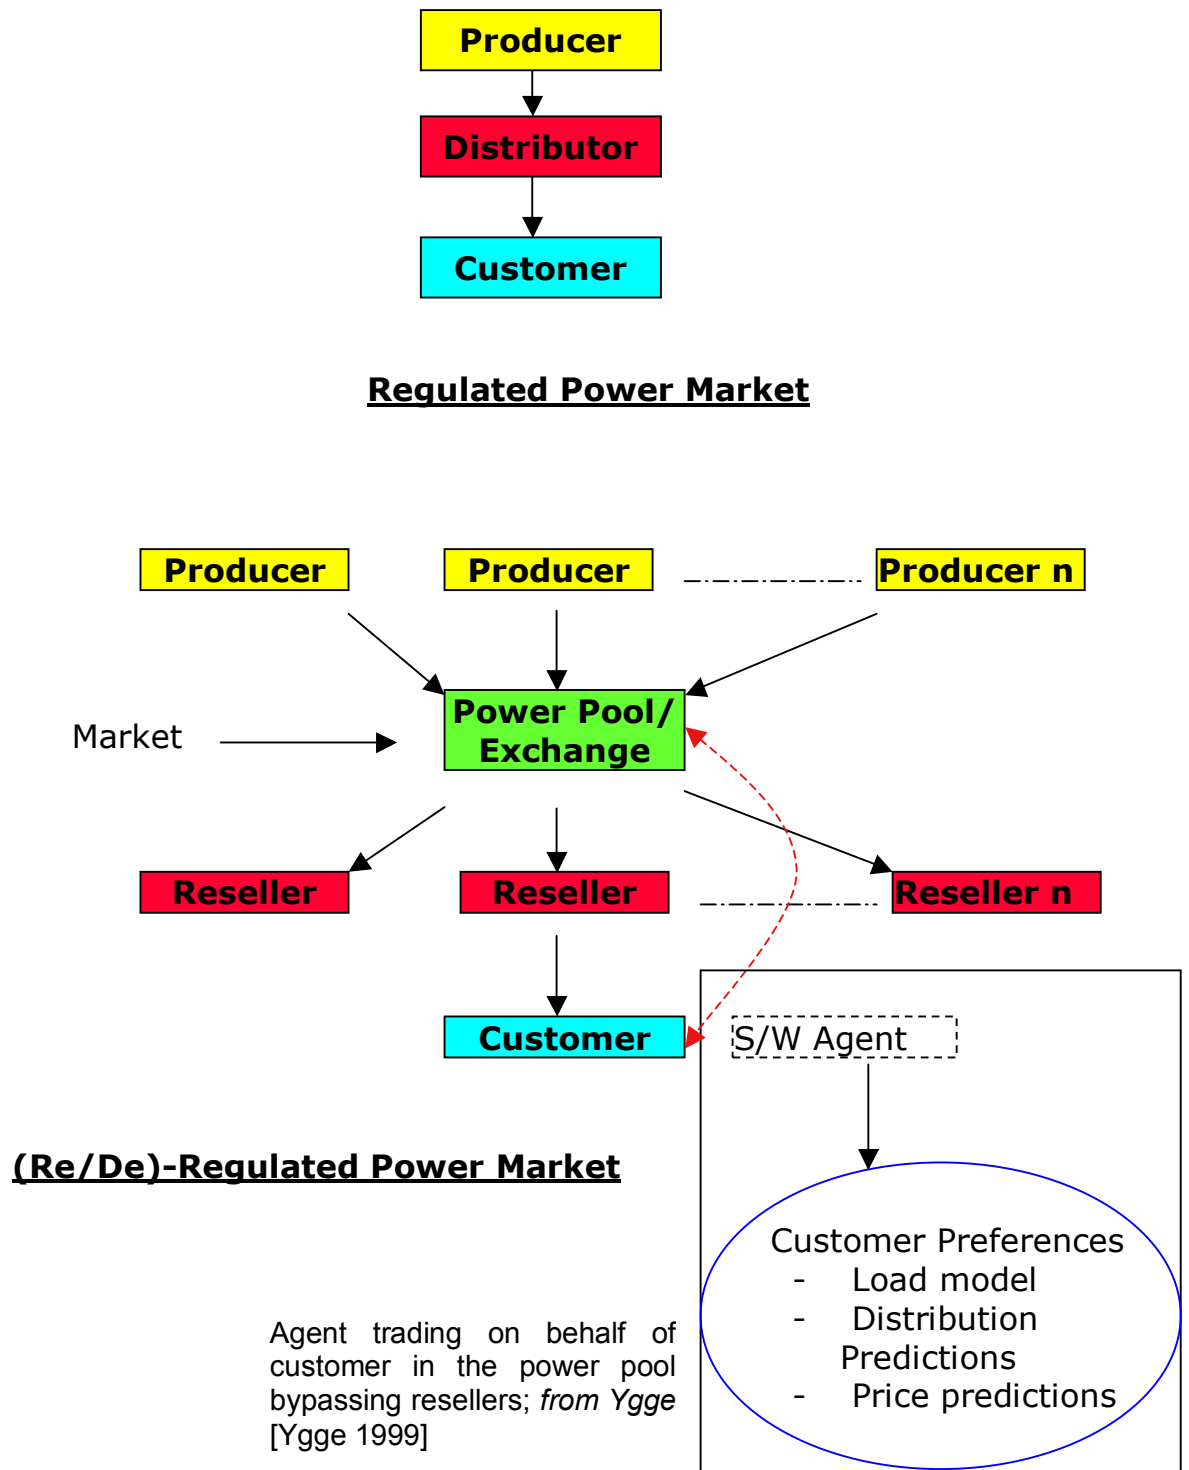 Producer
Distributor
Customer
Regulated Power Market
Producer
Producer
Producer n
Power Pool/
Exchange
Market
Reseller
Reseller
Reseller n
Customer
S/W Agent
(Re/De)-Regulated Power Market
Customer Preferences
- Load model
- Distribution
Predictions
- Price predictions
Agent trading on behalf of
customer in the power pool
bypassing resellers; from Ygge
[Ygge 1999]